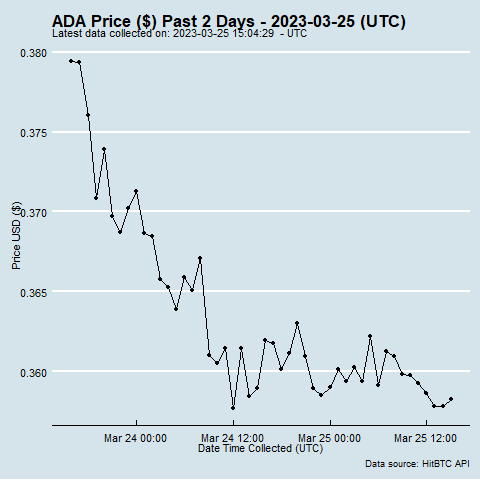 ADA Price ($) Past 2 Days - 2023-03-25 (UTC)
Latest data collected on: 2023-03-25 15:04:29  - UTC
0.380
0.375
0.370
0.365
0.360
Price USD ($)
Mar 24 00:00
Mar 24 12:00
Mar 25 00:00
Mar 25 12:00
Date Time Collected (UTC)
Data source: HitBTC API